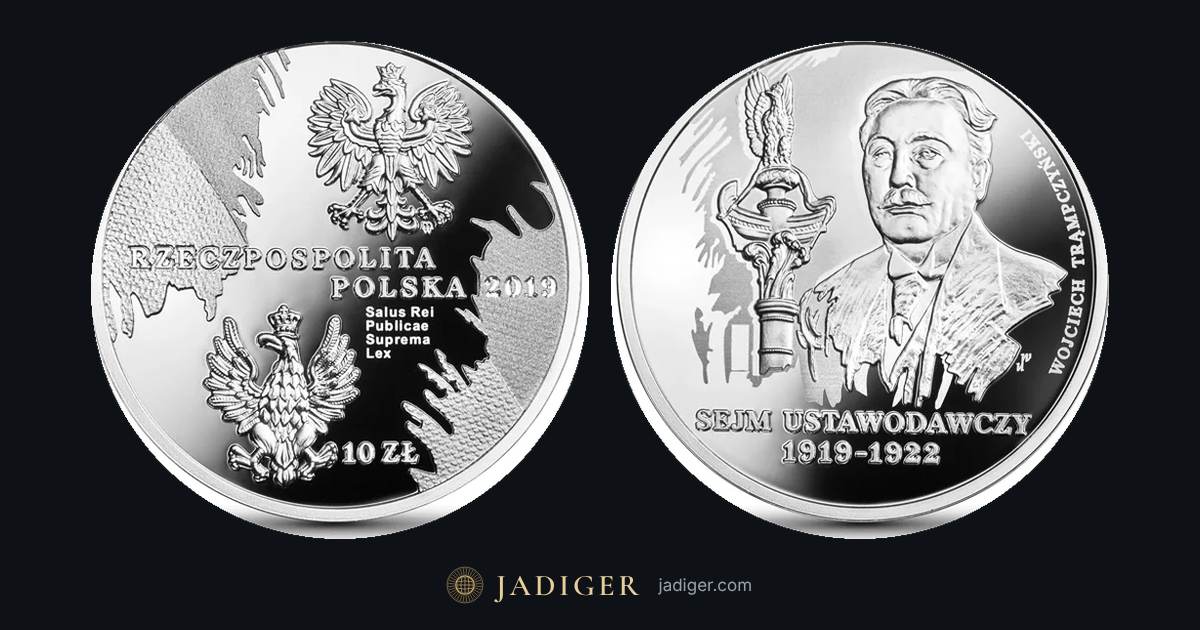 RZECZPOSPOLITA
POLSKA 2019
Salus Rei
Publicae
Suprema
Lex
10 ZŁ
WOJCIECH TRĄMPCZYŃSKI
SEJM USTAWODAWCZY
1919-1922
JADIGER jadiger.com